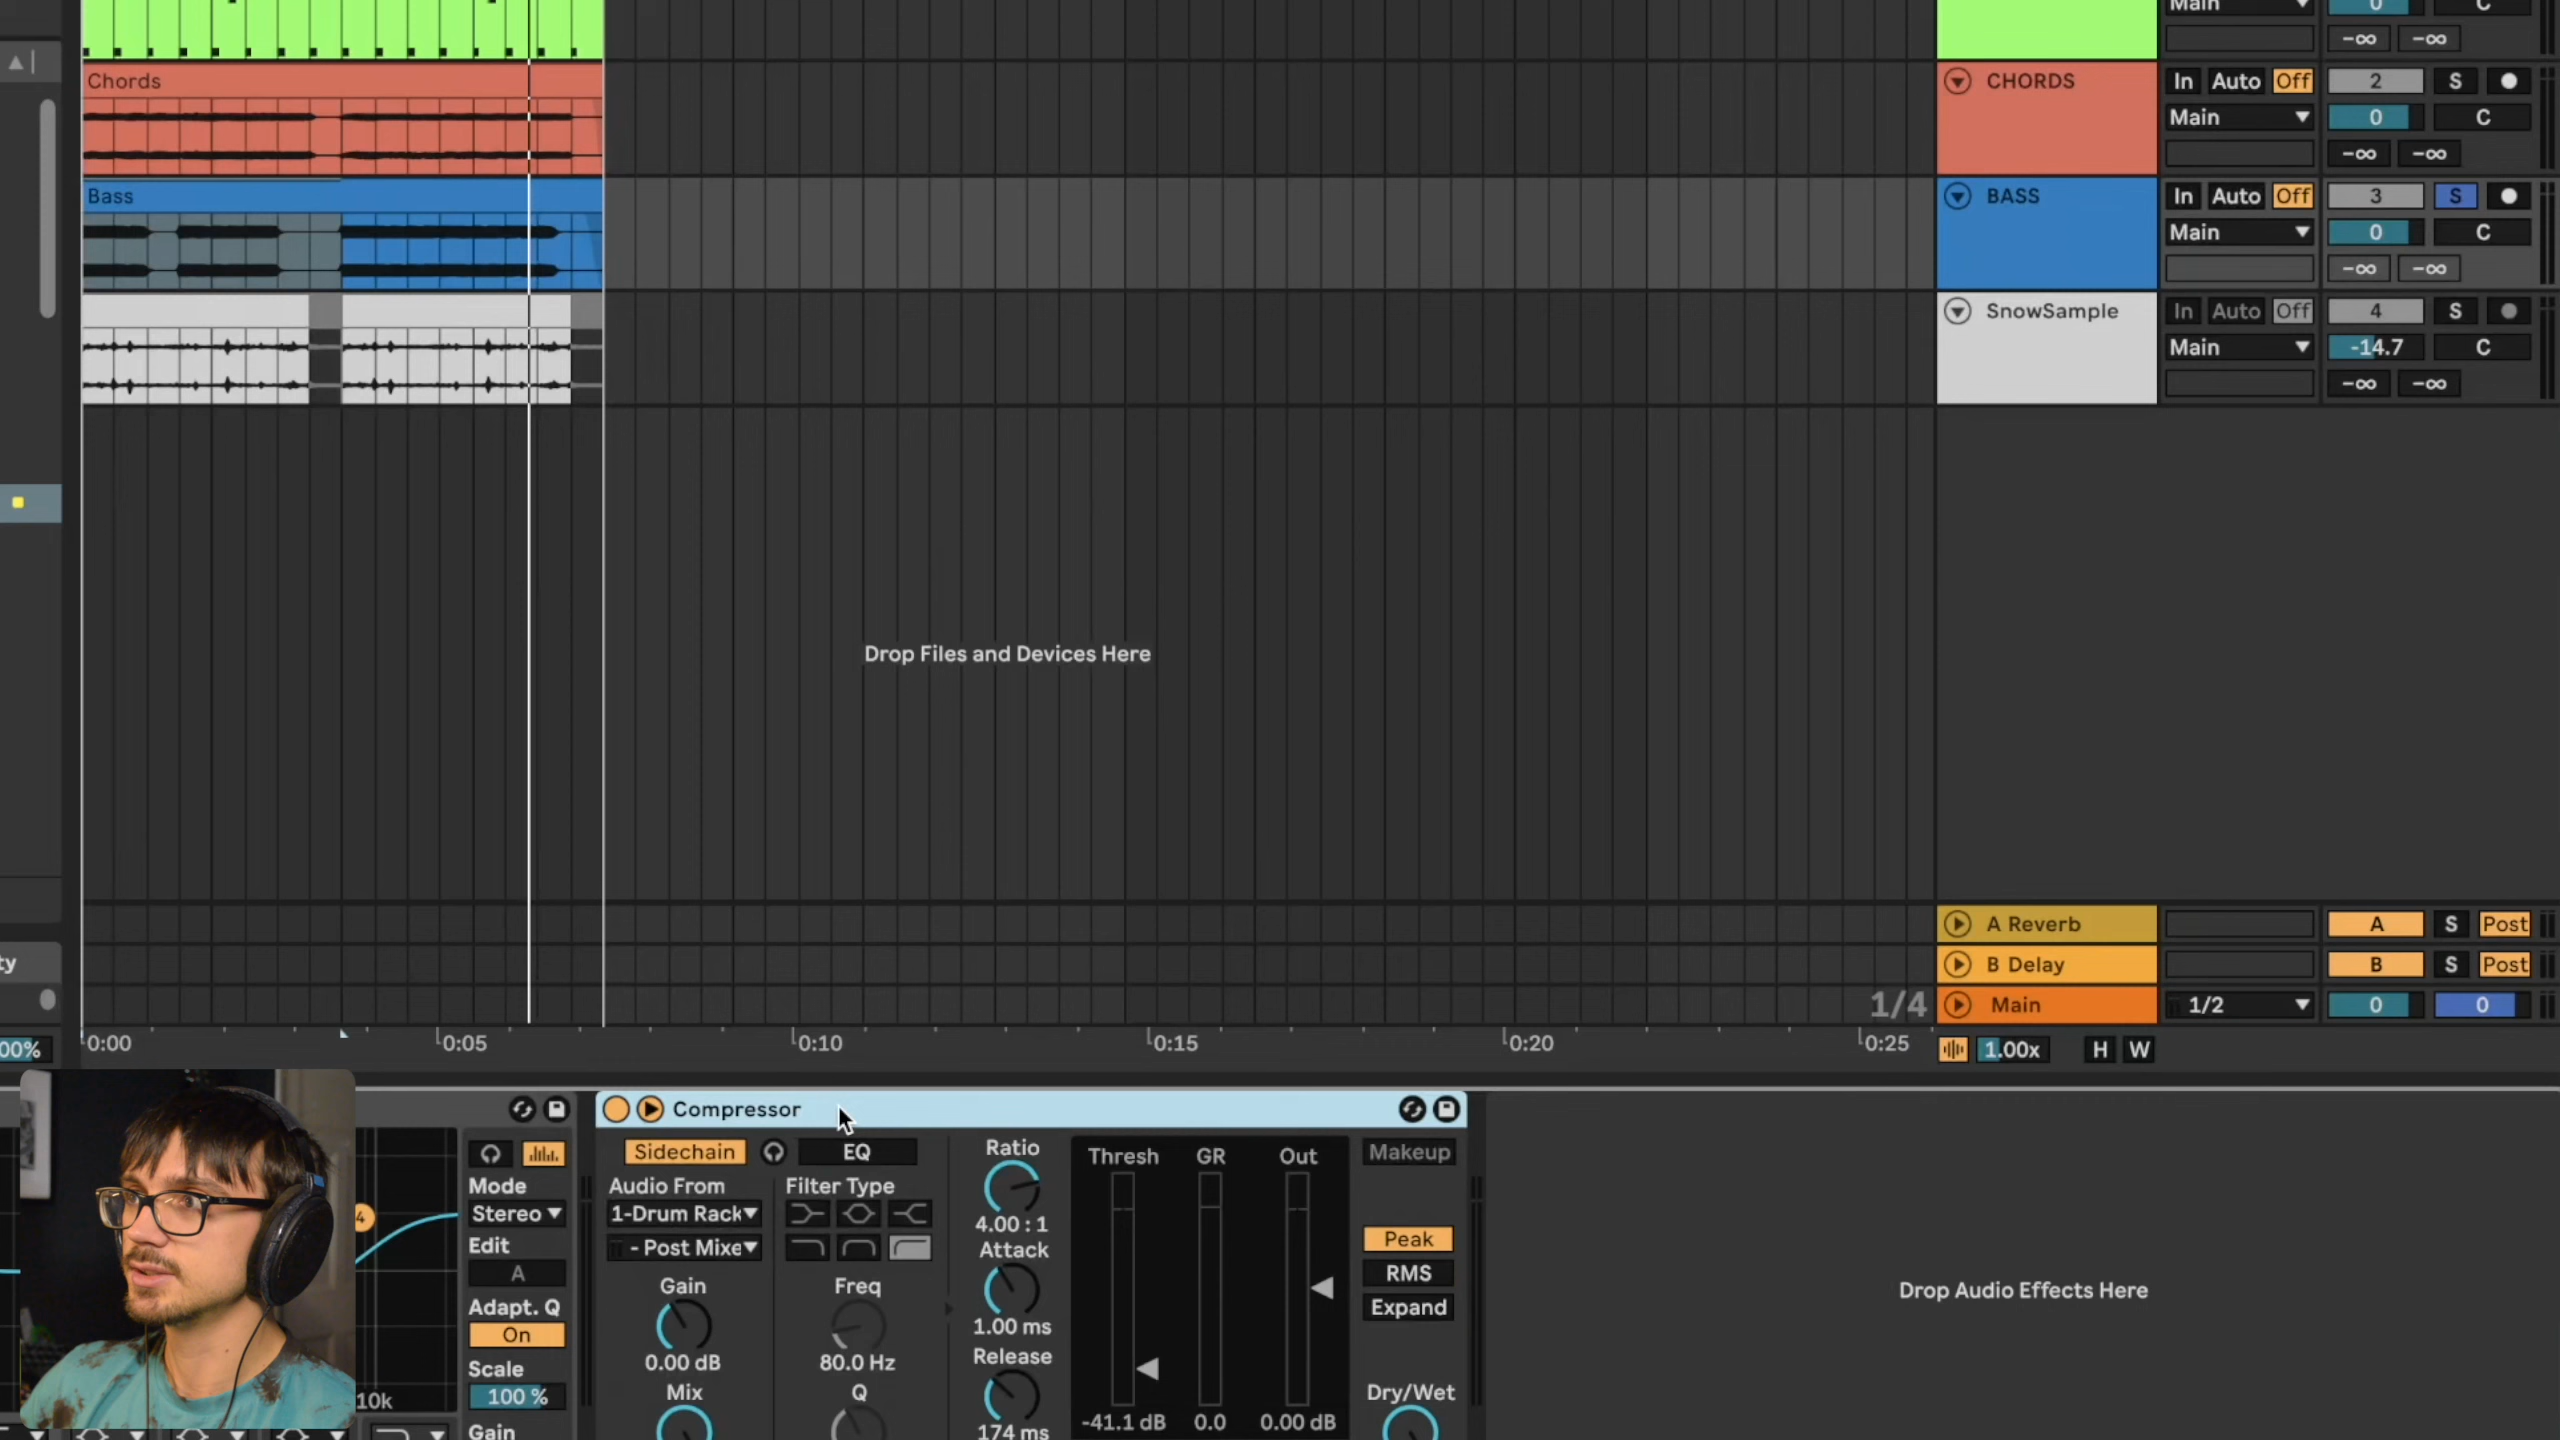 Main
0
C
-∞
-∞
Chords
CHORDS
In
Auto
Off
2
S
Main
0
C
-∞
-∞
Bass
BASS
In
Auto
Off
3
S
Main
0
C
-∞
-∞
SnowSample
In
Auto
Off
4
S
Main
-14.7
C
-∞
-∞
Drop Files and Devices Here
A Reverb
A
S
Post
B Delay
B
S
Post
ty
1/4
Main
1/2
0
0
00%
0:00
0:05
0:10
0:15
0:20
0:25
1.00x
H
W
Mode
Stereo
Edit
A
Adapt. Q
On
Scale
100 %
Gain
4
10k
Compressor
Sidechain
EQ
Audio From
1-Drum Rack
- Post Mixe
Gain
0.00 dB
Mix
Filter Type
Freq
80.0 Hz
Q
Ratio
4.00 : 1
Attack
1.00 ms
Release
174 ms
Thresh
GR
Out
-41.1 dB
0.0
0.00 dB
Makeup
Peak
RMS
Expand
Dry/Wet
Drop Audio Effects Here